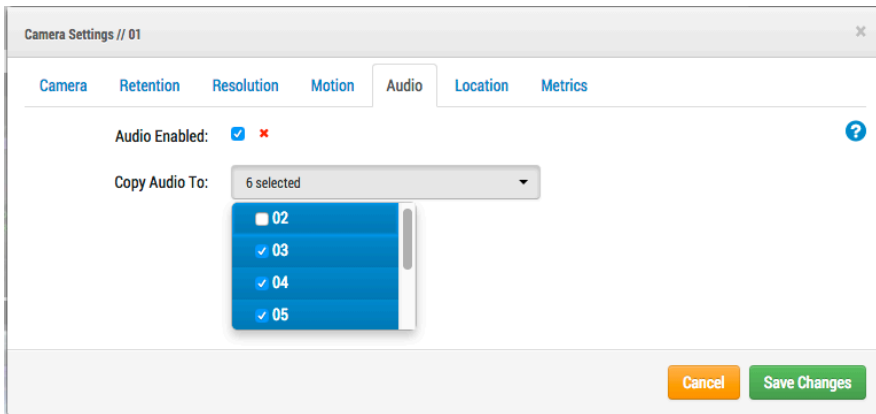 Camera Settings // 01 ×
Camera Retention Resolution Motion Audio Location Metrics
Audio Enabled: ?
Copy Audio To: 6 selected
02
03
04
05
Cancel Save Changes